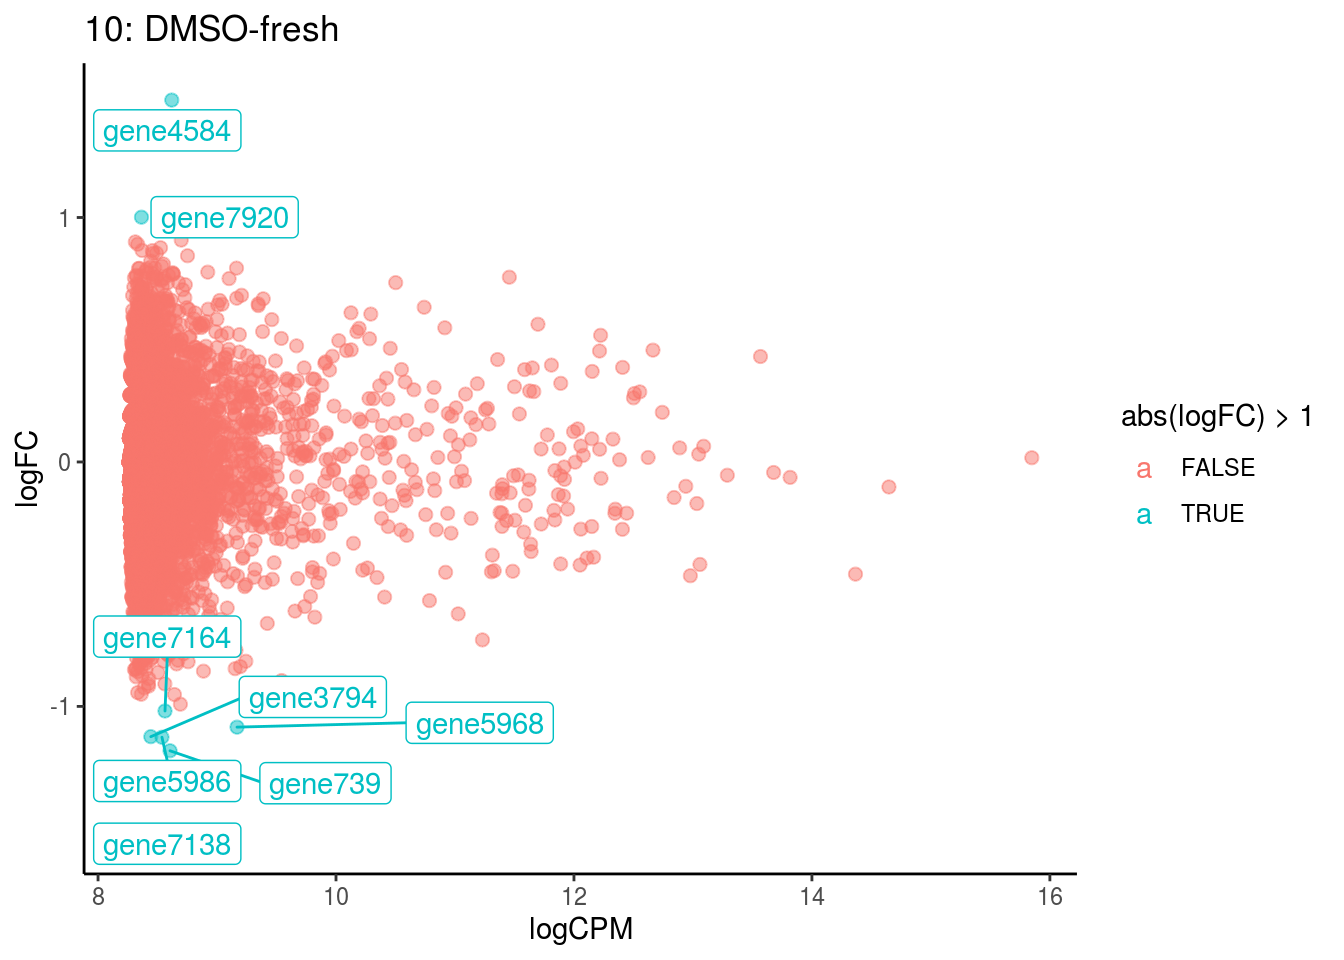 10: DMSO-fresh
logFC
1
0
-1
gene4584
gene7920
gene7164
gene3794
gene5968
gene5986
gene739
gene7138
8 10 12 14 16
logCPM
abs(logFC) > 1
a FALSE
a TRUE